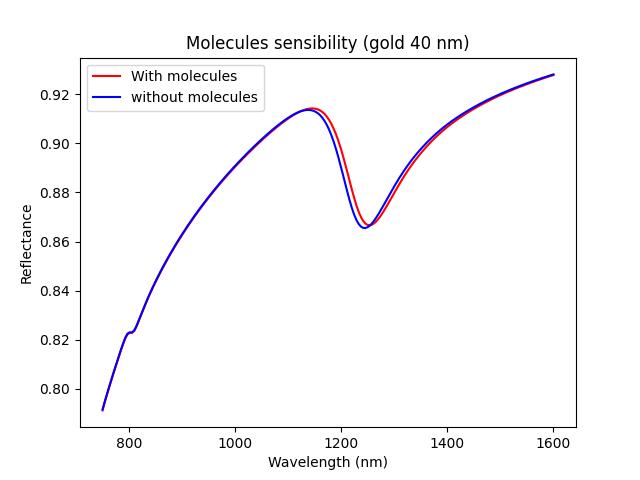 Molecules sensibility (gold 40 nm)
With molecules
without molecules
0.92
0.90
0.88
0.86
0.84
0.82
0.80
Reflectance
800
1000
1200
1400
1600
Wavelength (nm)